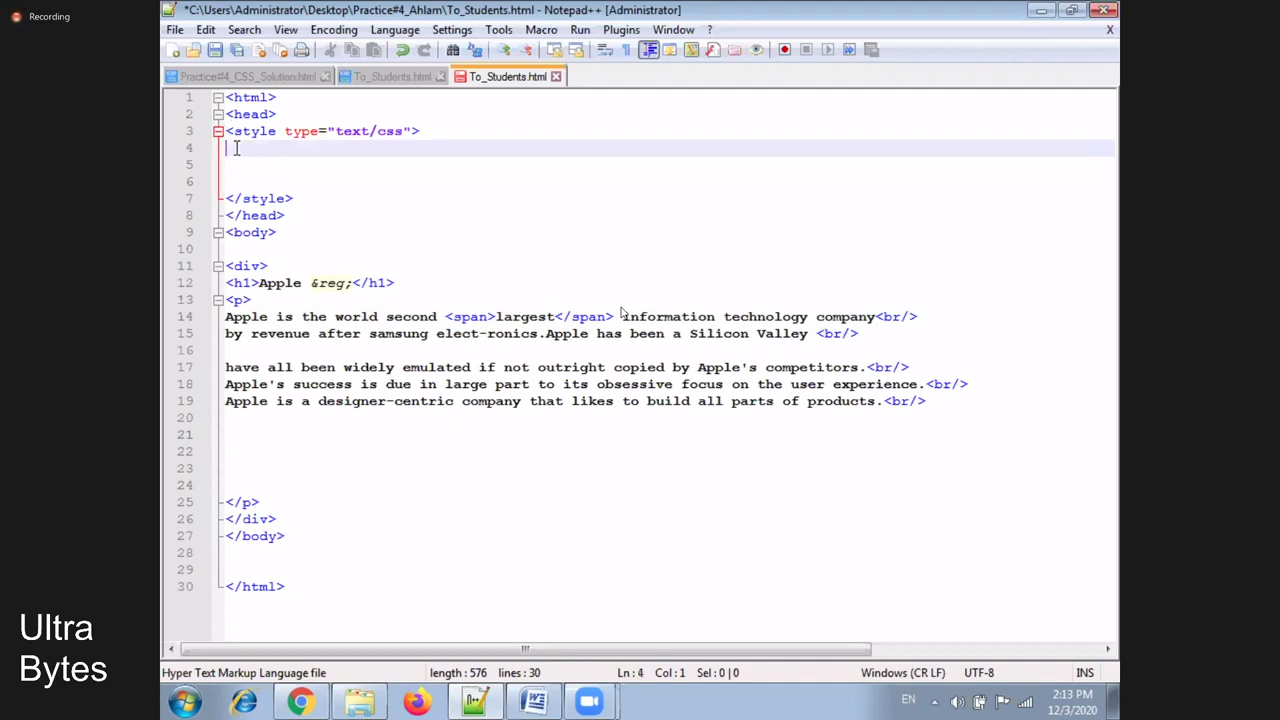 Recording
*C:\Users\Administrator\Desktop\Practice#4_Ahlam\To_Students.html - Notepad++ [Administrator]
File Edit Search View Encoding Language Settings Tools Macro Run Plugins Window ? X
Practice#4_CSS_Solution.html To_Students.html To_Students.html
1 <html>
2 <head>
3 <style type="text/css">
4
5
6
7 </style>
8 </head>
9 <body>
10
11 <div>
12 <h1>Apple &reg;</h1>
13 <p>
14 Apple is the world second <span>largest</span> information technology company<br/>
15 by revenue after samsung elect-ronics.Apple has been a Silicon Valley <br/>
16
17 have all been widely emulated if not outright copied by Apple's competitors.<br/>
18 Apple's success is due in large part to its obsessive focus on the user experience.<br/>
19 Apple is a designer-centric company that likes to build all parts of products.<br/>
20
21
22
23
24
25 </p>
26 </div>
27 </body>
28
29
30 </html>
Ultra
Bytes
Hyper Text Markup Language file length : 576 lines : 30 Ln : 4 Col : 1 Sel : 0 | 0 Windows (CR LF) UTF-8 INS
EN 2:13 PM
12/3/2020